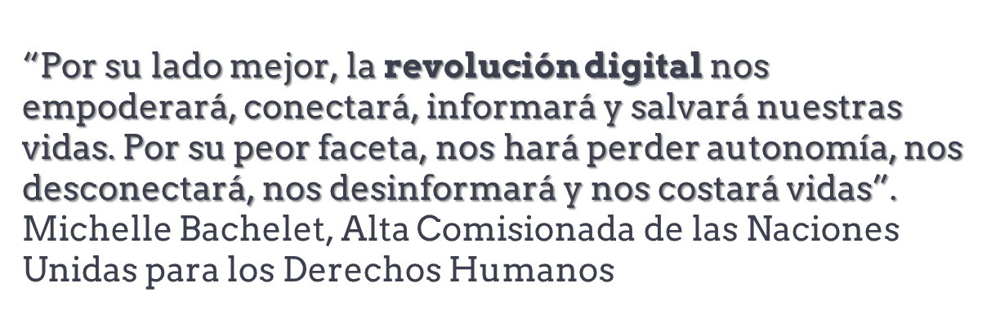 “Por su lado mejor, la revolución digital nos
empoderará, conectará, informará y salvará nuestras
vidas. Por su peor faceta, nos hará perder autonomía, nos
desconectará, nos desinformará y nos costará vidas”.
Michelle Bachelet, Alta Comisionada de las Naciones
Unidas para los Derechos Humanos